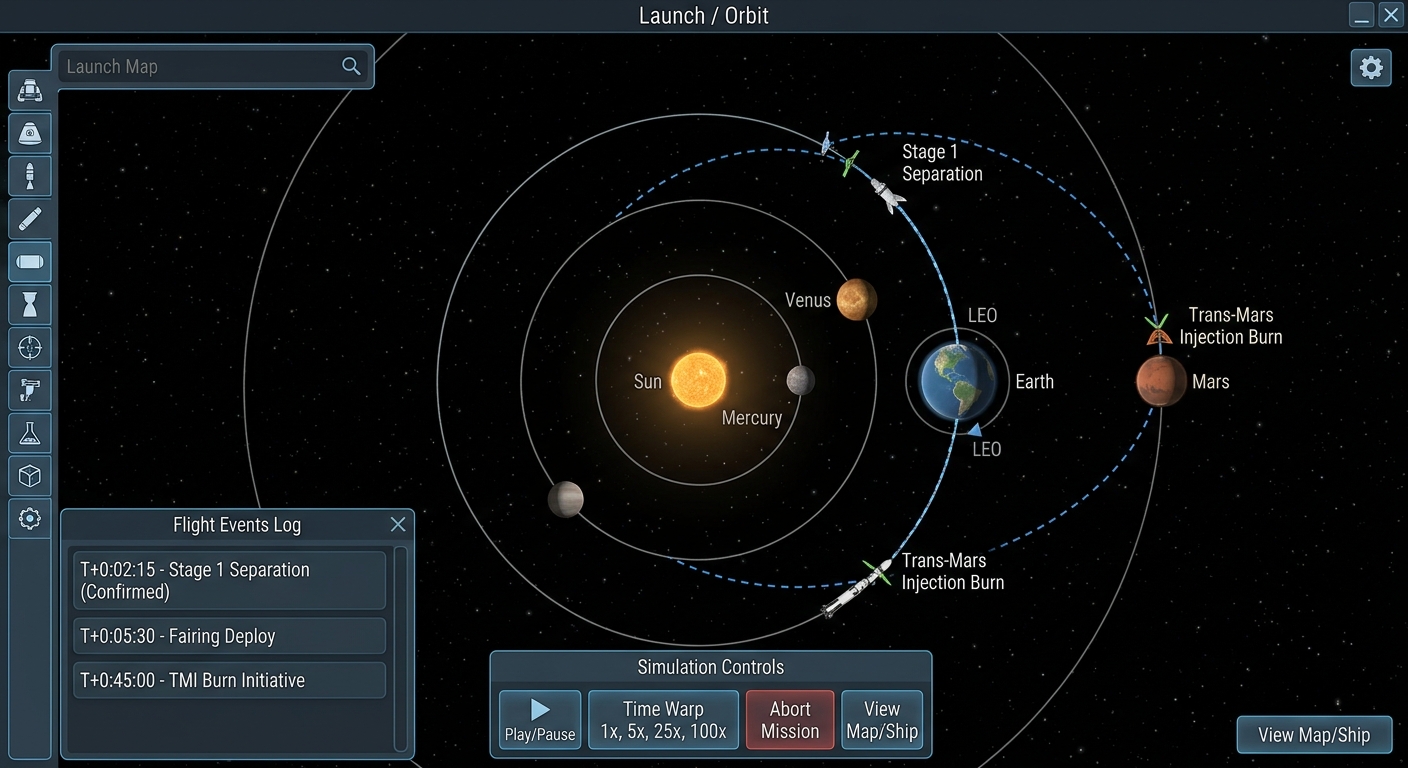 Launch / Orbit
Launch Map
Stage 1
Separation
Venus
LEO
Trans-Mars
Injection Burn
Sun
Earth
Mars
Mercury
LEO
Trans-Mars
Injection Burn
Flight Events Log
T+0:02:15 - Stage 1 Separation
(Confirmed)
T+0:05:30 - Fairing Deploy
T+0:45:00 - TMI Burn Initiative
Simulation Controls
Play/Pause
Time Warp
1x, 5x, 25x, 100x
Abort
Mission
View
Map/Ship
View Map/Ship